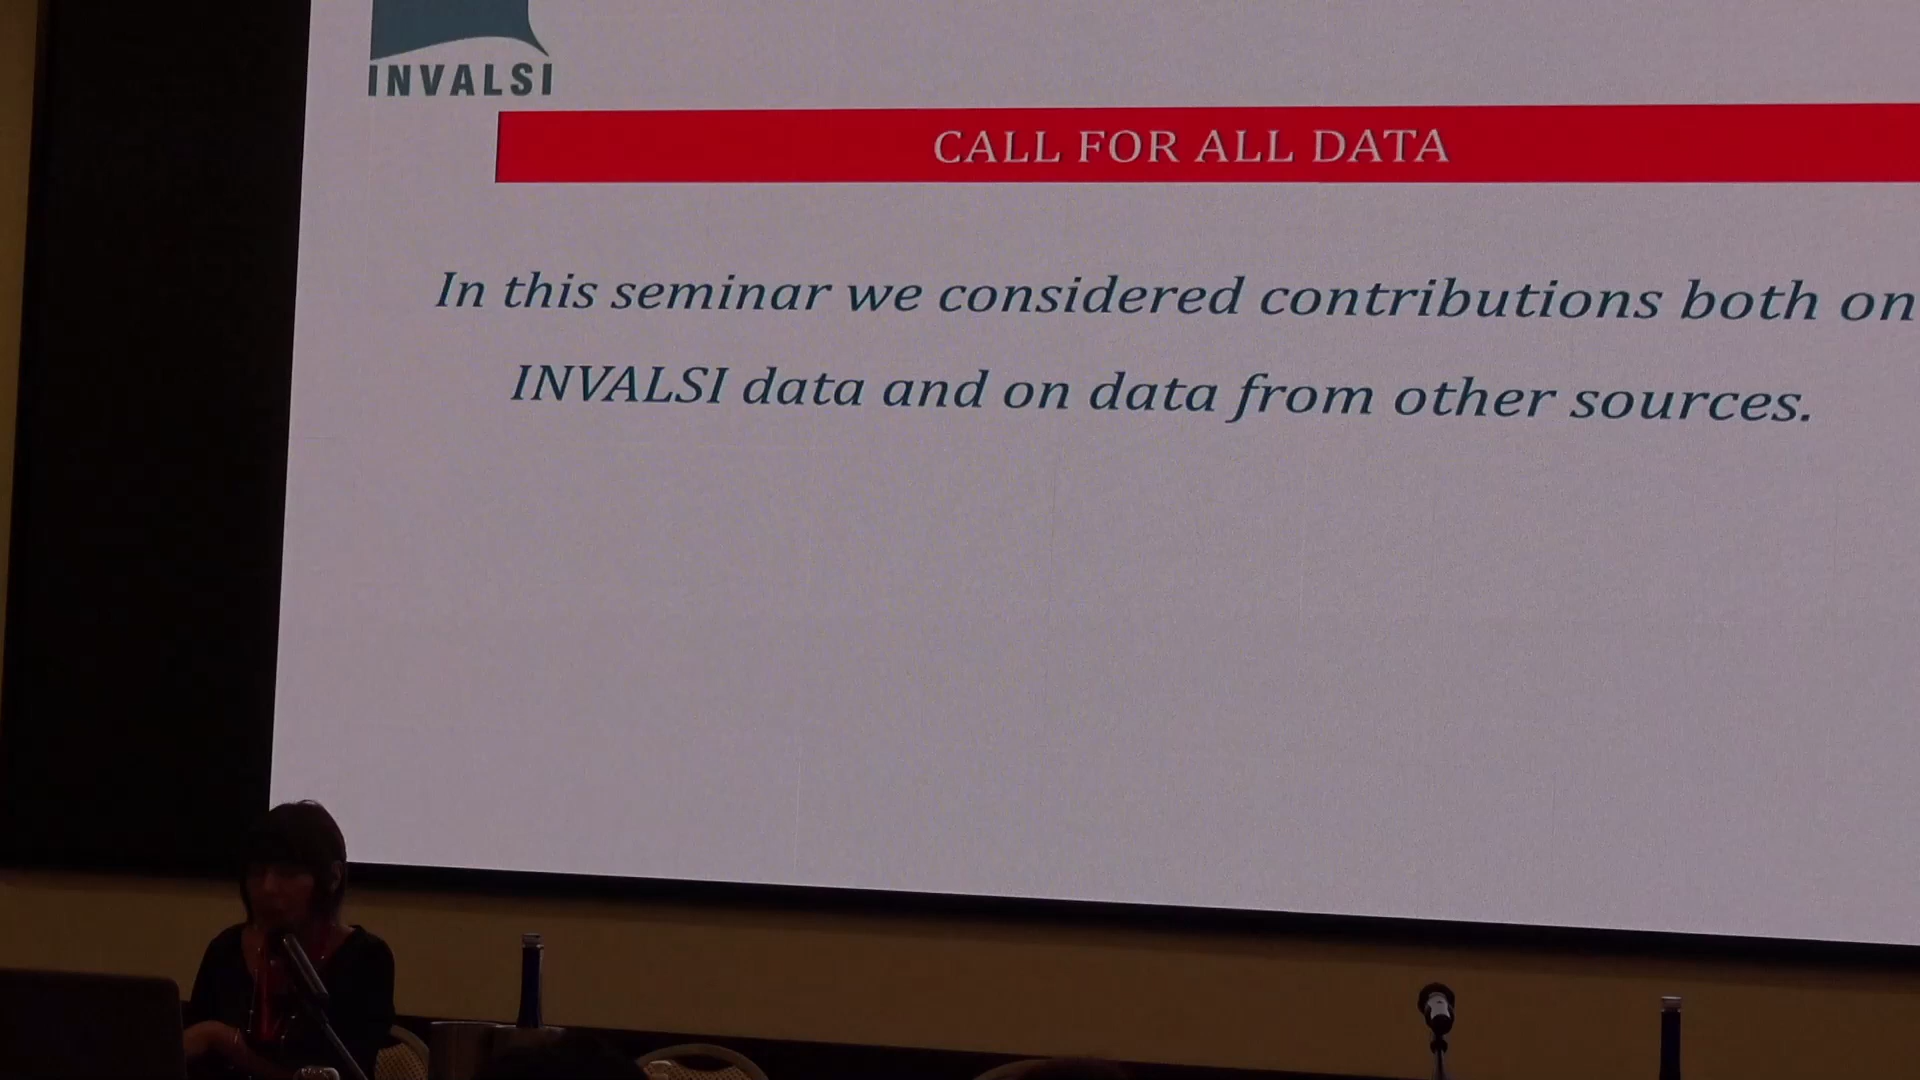 INVALSI
CALL FOR ALL DATA
In this seminar we considered contributions both on
INVALSI data and on data from other sources.